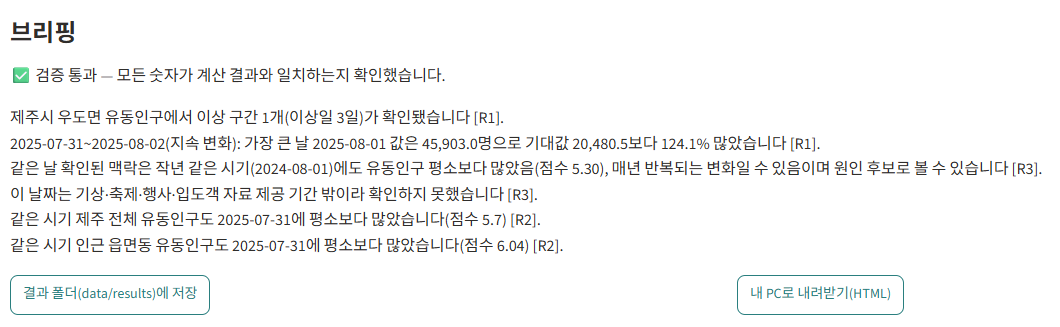 브리핑
✅ 검증 통과 — 모든 숫자가 계산 결과와 일치하는지 확인했습니다.
제주시 우도면 유동인구에서 이상 구간 1개(이상일 3일)가 확인됐습니다 [R1].
2025-07-31~2025-08-02(지속 변화): 가장 큰 날 2025-08-01 값은 45,903.0명으로 기대값 20,480.5보다 124.1% 많았습니다 [R1].
같은 날 확인된 맥락은 작년 같은 시기(2024-08-01)에도 유동인구 평소보다 많았음(점수 5.30), 매년 반복되는 변화일 수 있음이며 원인 후보로 볼 수 있습니다 [R3].
이 날짜는 기상·축제·행사·입도객 자료 제공 기간 밖이라 확인하지 못했습니다 [R3].
같은 시기 제주 전체 유동인구도 2025-07-31에 평소보다 많았습니다(점수 5.7) [R2].
같은 시기 인근 읍면동 유동인구도 2025-07-31에 평소보다 많았습니다(점수 6.04) [R2].
결과 폴더(data/results)에 저장
내 PC로 내려받기(HTML)